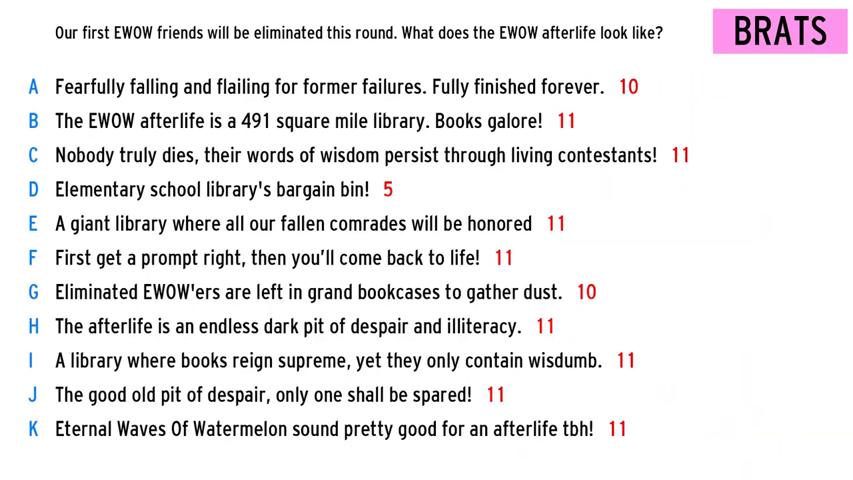 Our first EWOW friends will be eliminated this round. What does the EWOW afterlife look like?
BRATS
A Fearfully falling and flailing for former failures. Fully finished forever. 10
B The EWOW afterlife is a 491 square mile library. Books galore! 11
C Nobody truly dies, their words of wisdom persist through living contestants! 11
D Elementary school library's bargain bin! 5
E A giant library where all our fallen comrades will be honored 11
F First get a prompt right, then you'll come back to life! 11
G Eliminated EWOW'ers are left in grand bookcases to gather dust. 10
H The afterlife is an endless dark pit of despair and illiteracy. 11
I A library where books reign supreme, yet they only contain wisdumb. 11
J The good old pit of despair, only one shall be spared! 11
K Eternal Waves Of Watermelon sound pretty good for an afterlife tbh! 11